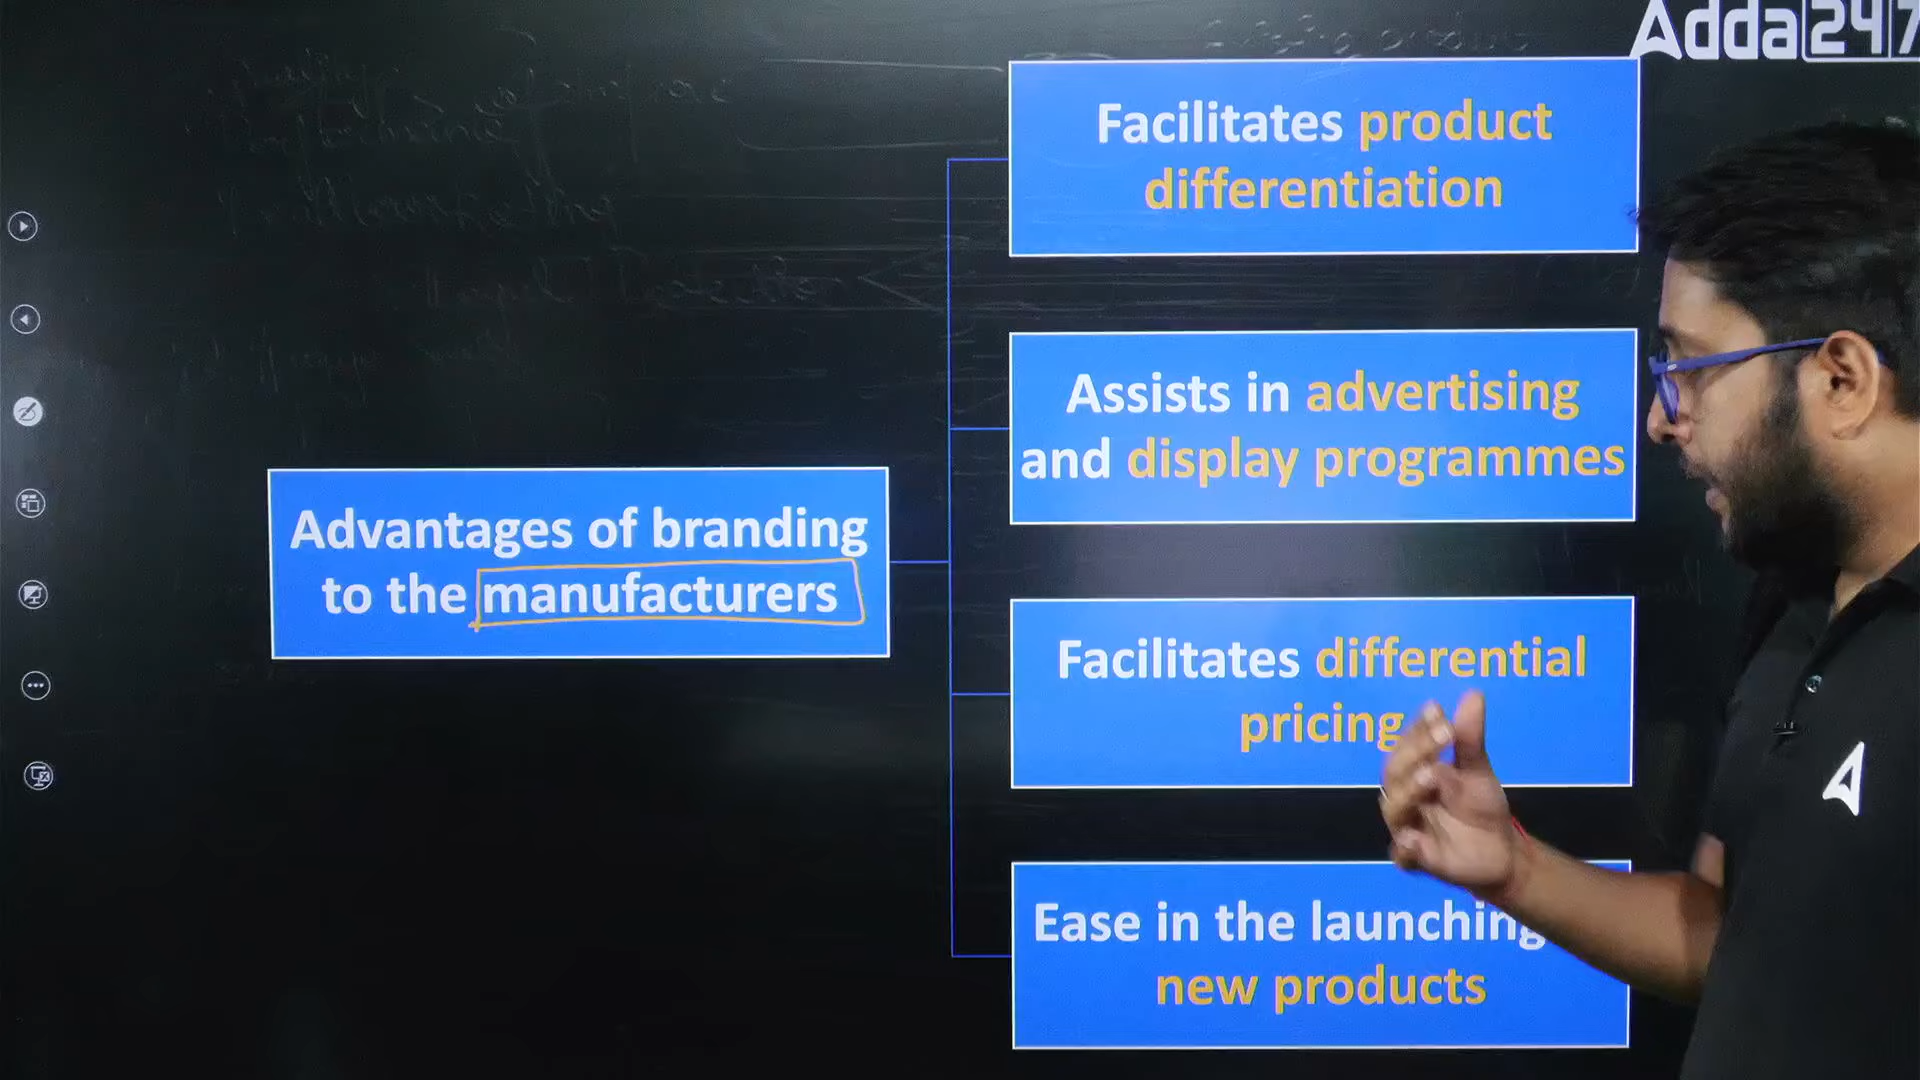 Adda247
Facilitates product
differentiation
Assists in advertising
and display programmes
Advantages of branding
to the manufacturers
Facilitates differential
pricing
Ease in the launching
new products